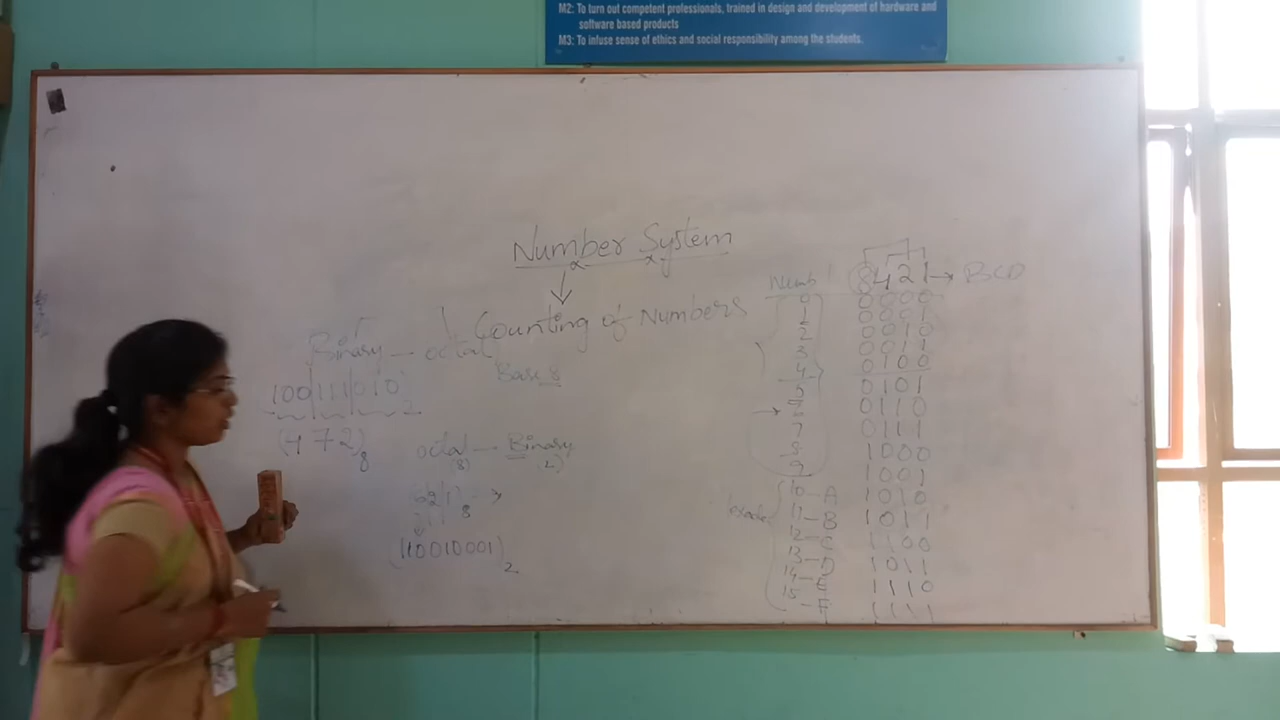 M2: To turn out competent professionals, trained in design and development of hardware and
software based products
M3: To infuse sense of ethics and social responsibility among the students.
Number System
Counting of Numbers
Binary — octal
Base 8
100|111|010 2
(472)8
octal — Binary
(8) (2)
8
(110010001)2
Numb 8421 → BCD
0 0000
1 0001
2 0010
3 0011
4 0100
5 0101
6 0110
7 0111
8 1000
9 1001
10 – A 1010
11 – B 1011
12 – C 1100
13 – D 1011
14 – E 1110
15 – F 1111